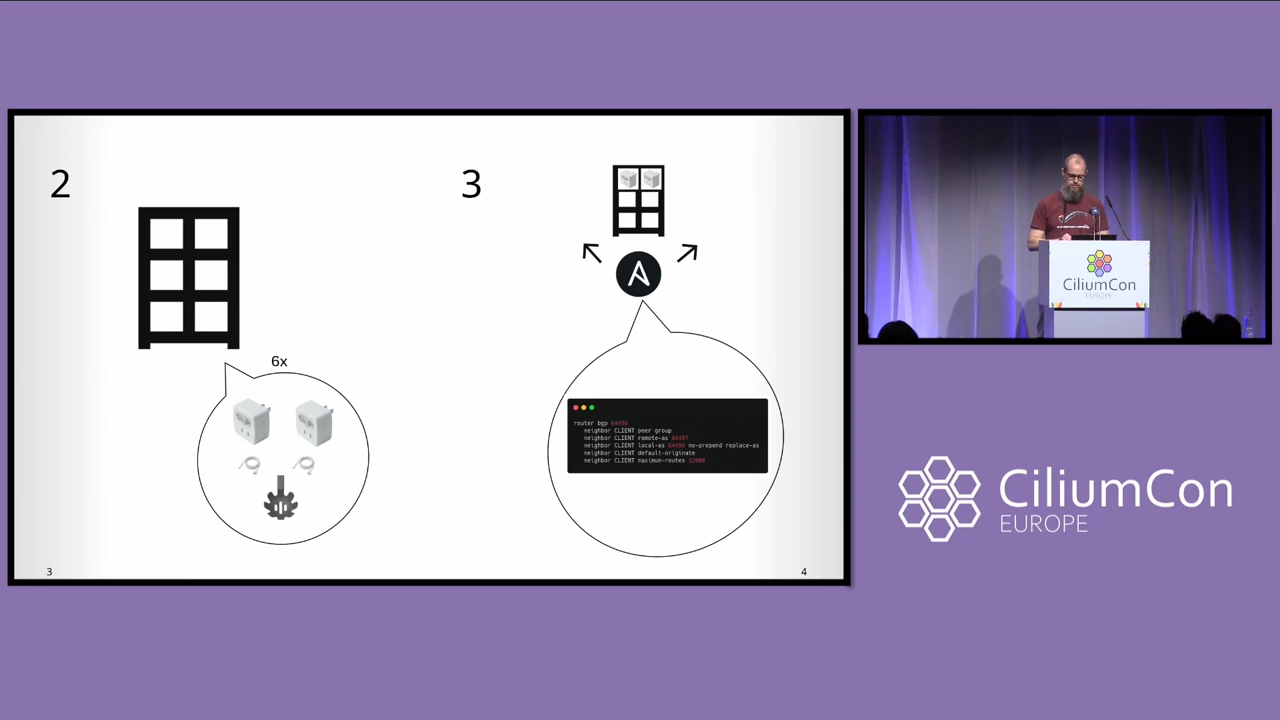 2
3
6x
router bgp 64496
neighbor CLIENT peer group
neighbor CLIENT remote-as 64497
neighbor CLIENT local-as 64496 no-prepend replace-as
neighbor CLIENT default-originate
neighbor CLIENT maximum-routes 12000
3
4
CiliumCon
EUROPE
CiliumCon
EUROPE